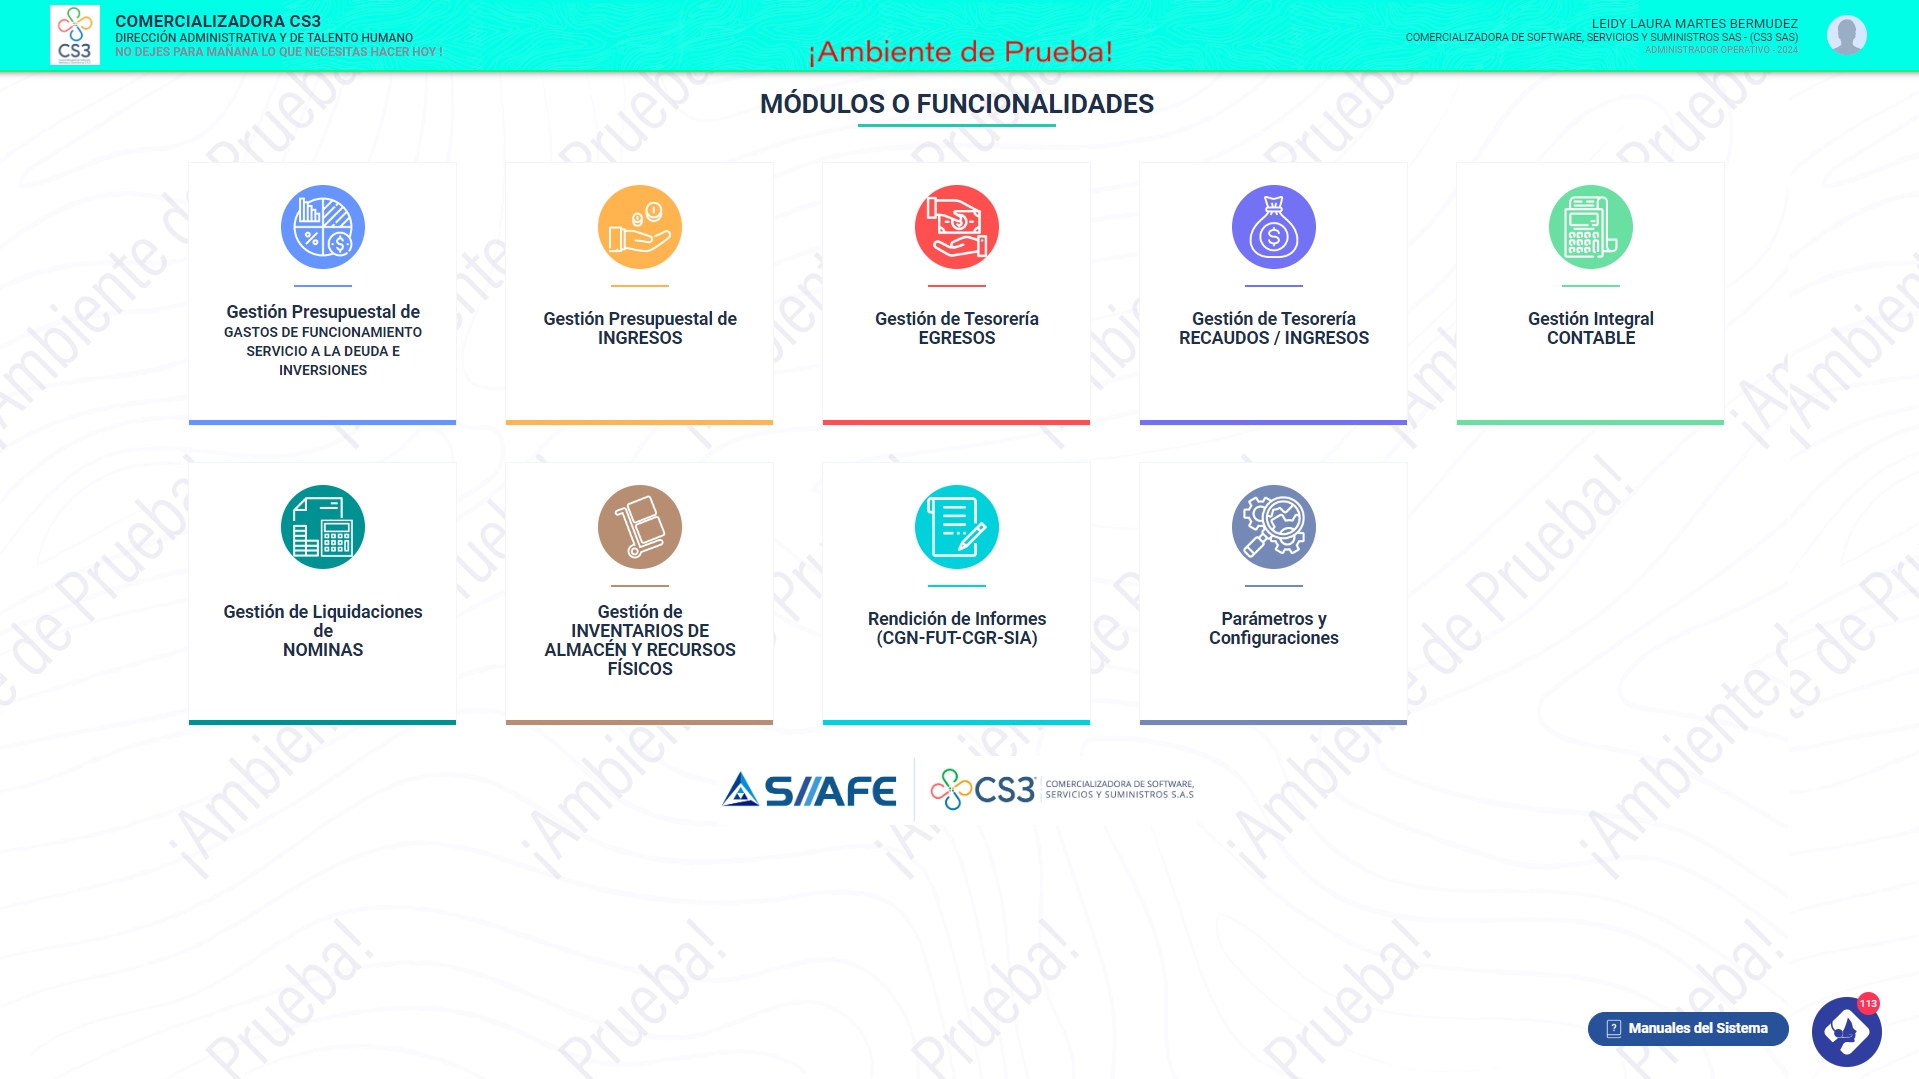 COMERCIALIZADORA CS3
DIRECCIÓN ADMINISTRATIVA Y DE TALENTO HUMANO
NO DEJES PARA MAÑANA LO QUE NECESITAS HACER HOY !
CS3
¡Ambiente de Prueba!
LEIDY LAURA MARTES BERMUDEZ
COMERCIALIZADORA DE SOFTWARE, SERVICIOS Y SUMINISTROS SAS - (CS3 SAS)
ADMINISTRADOR OPERATIVO - 2024
MÓDULOS O FUNCIONALIDADES
Gestión Presupuestal de
GASTOS DE FUNCIONAMIENTO
SERVICIO A LA DEUDA E
INVERSIONES
Gestión Presupuestal de
INGRESOS
Gestión de Tesorería
EGRESOS
Gestión de Tesorería
RECAUDOS / INGRESOS
Gestión Integral
CONTABLE
Gestión de Liquidaciones
de
NOMINAS
Gestión de
INVENTARIOS DE
ALMACÉN Y RECURSOS
FÍSICOS
Rendición de Informes
(CGN-FUT-CGR-SIA)
Parámetros y
Configuraciones
SIIAFE
CS3
COMERCIALIZADORA DE SOFTWARE,
SERVICIOS Y SUMINISTROS S.A.S
Manuales del Sistema
113
¡Ambiente de Prueba!